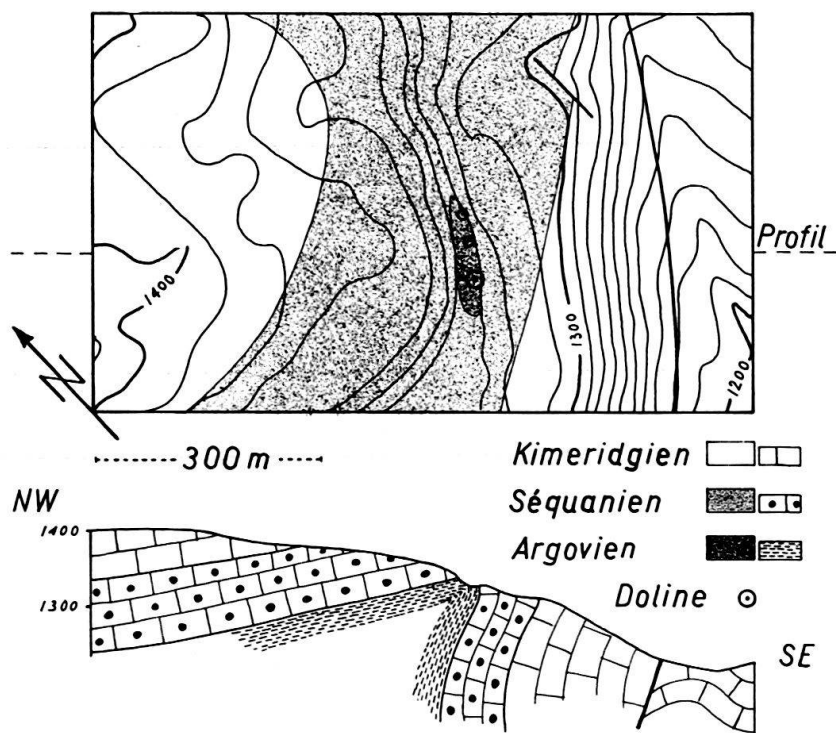 1400
1300
1200
Profil
300 m
Kimeridgien
Séquanien
Argovien
Doline
N
NW
1400
1300
SE